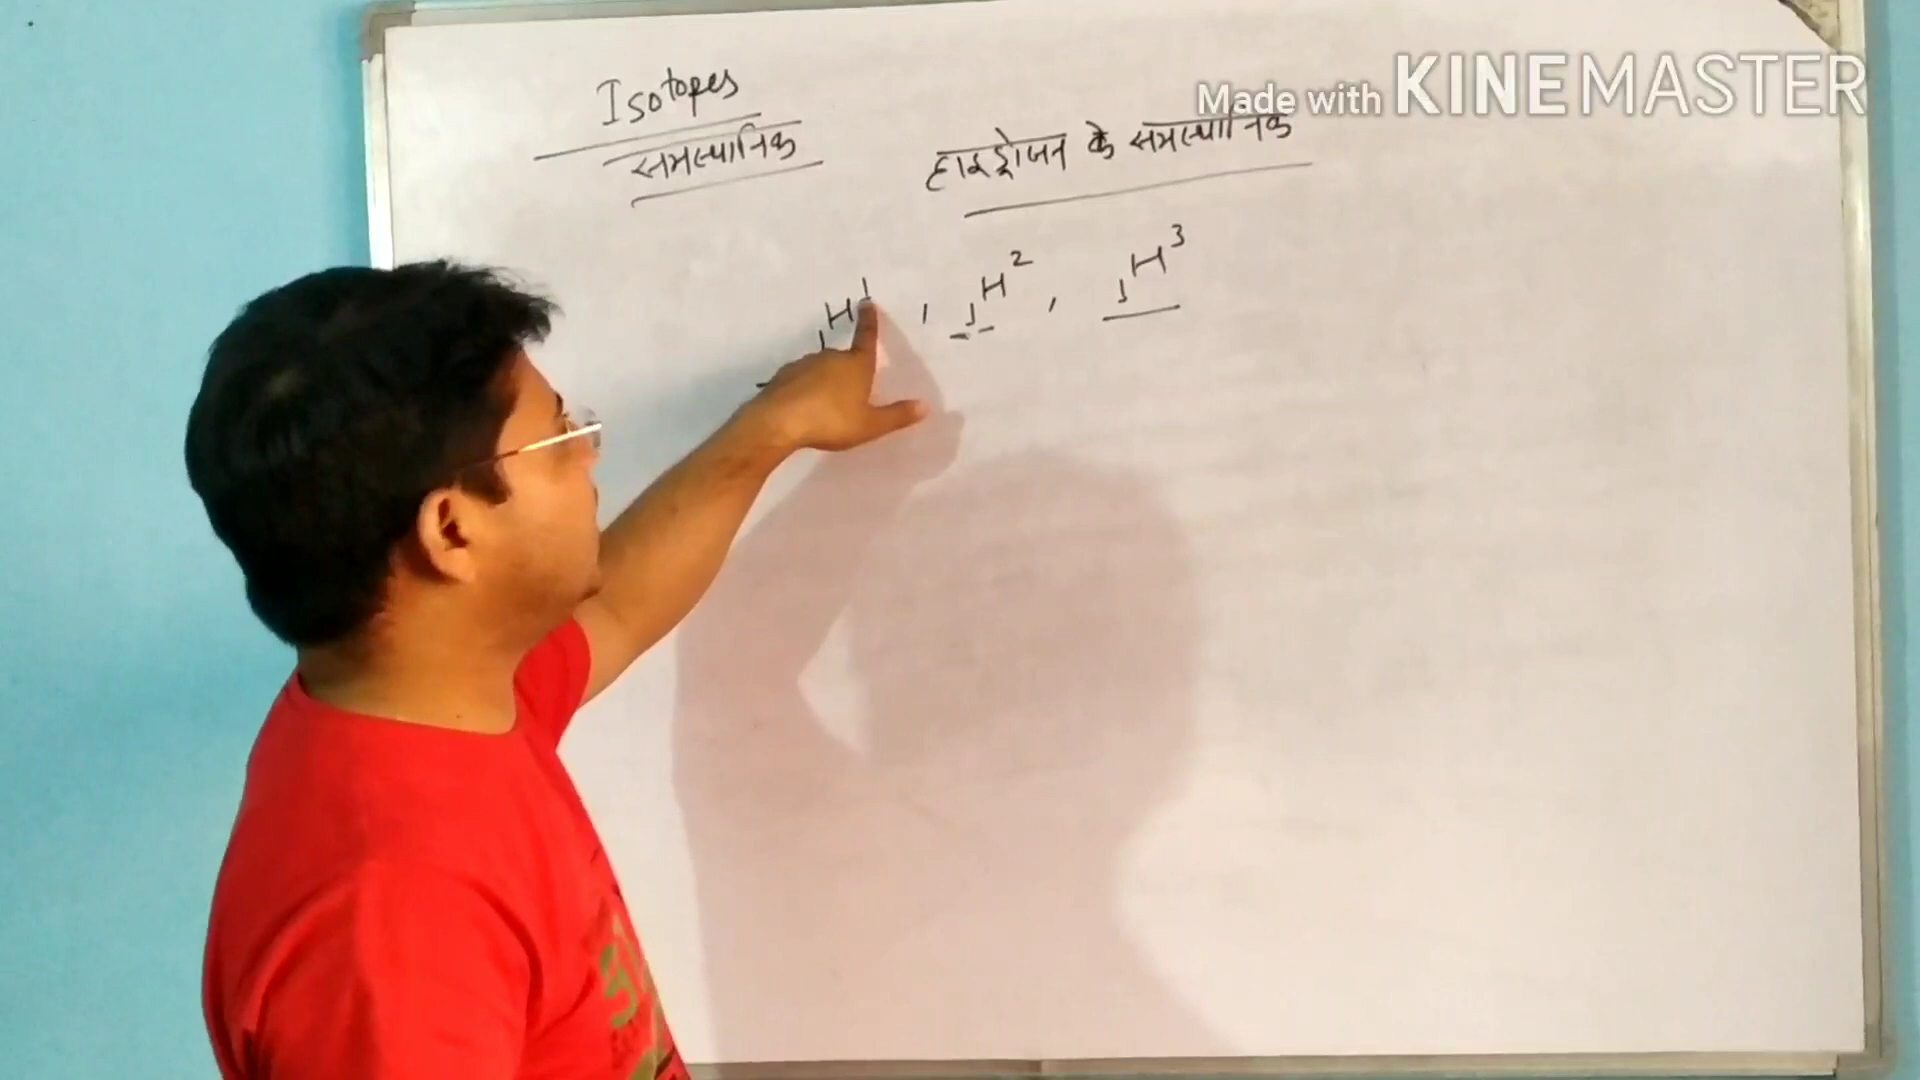 Isotopes
समस्थानिक
Made with KINEMASTER
हाइड्रोजन के समस्थानिक
₁H¹ , ₁H² , ₁H³